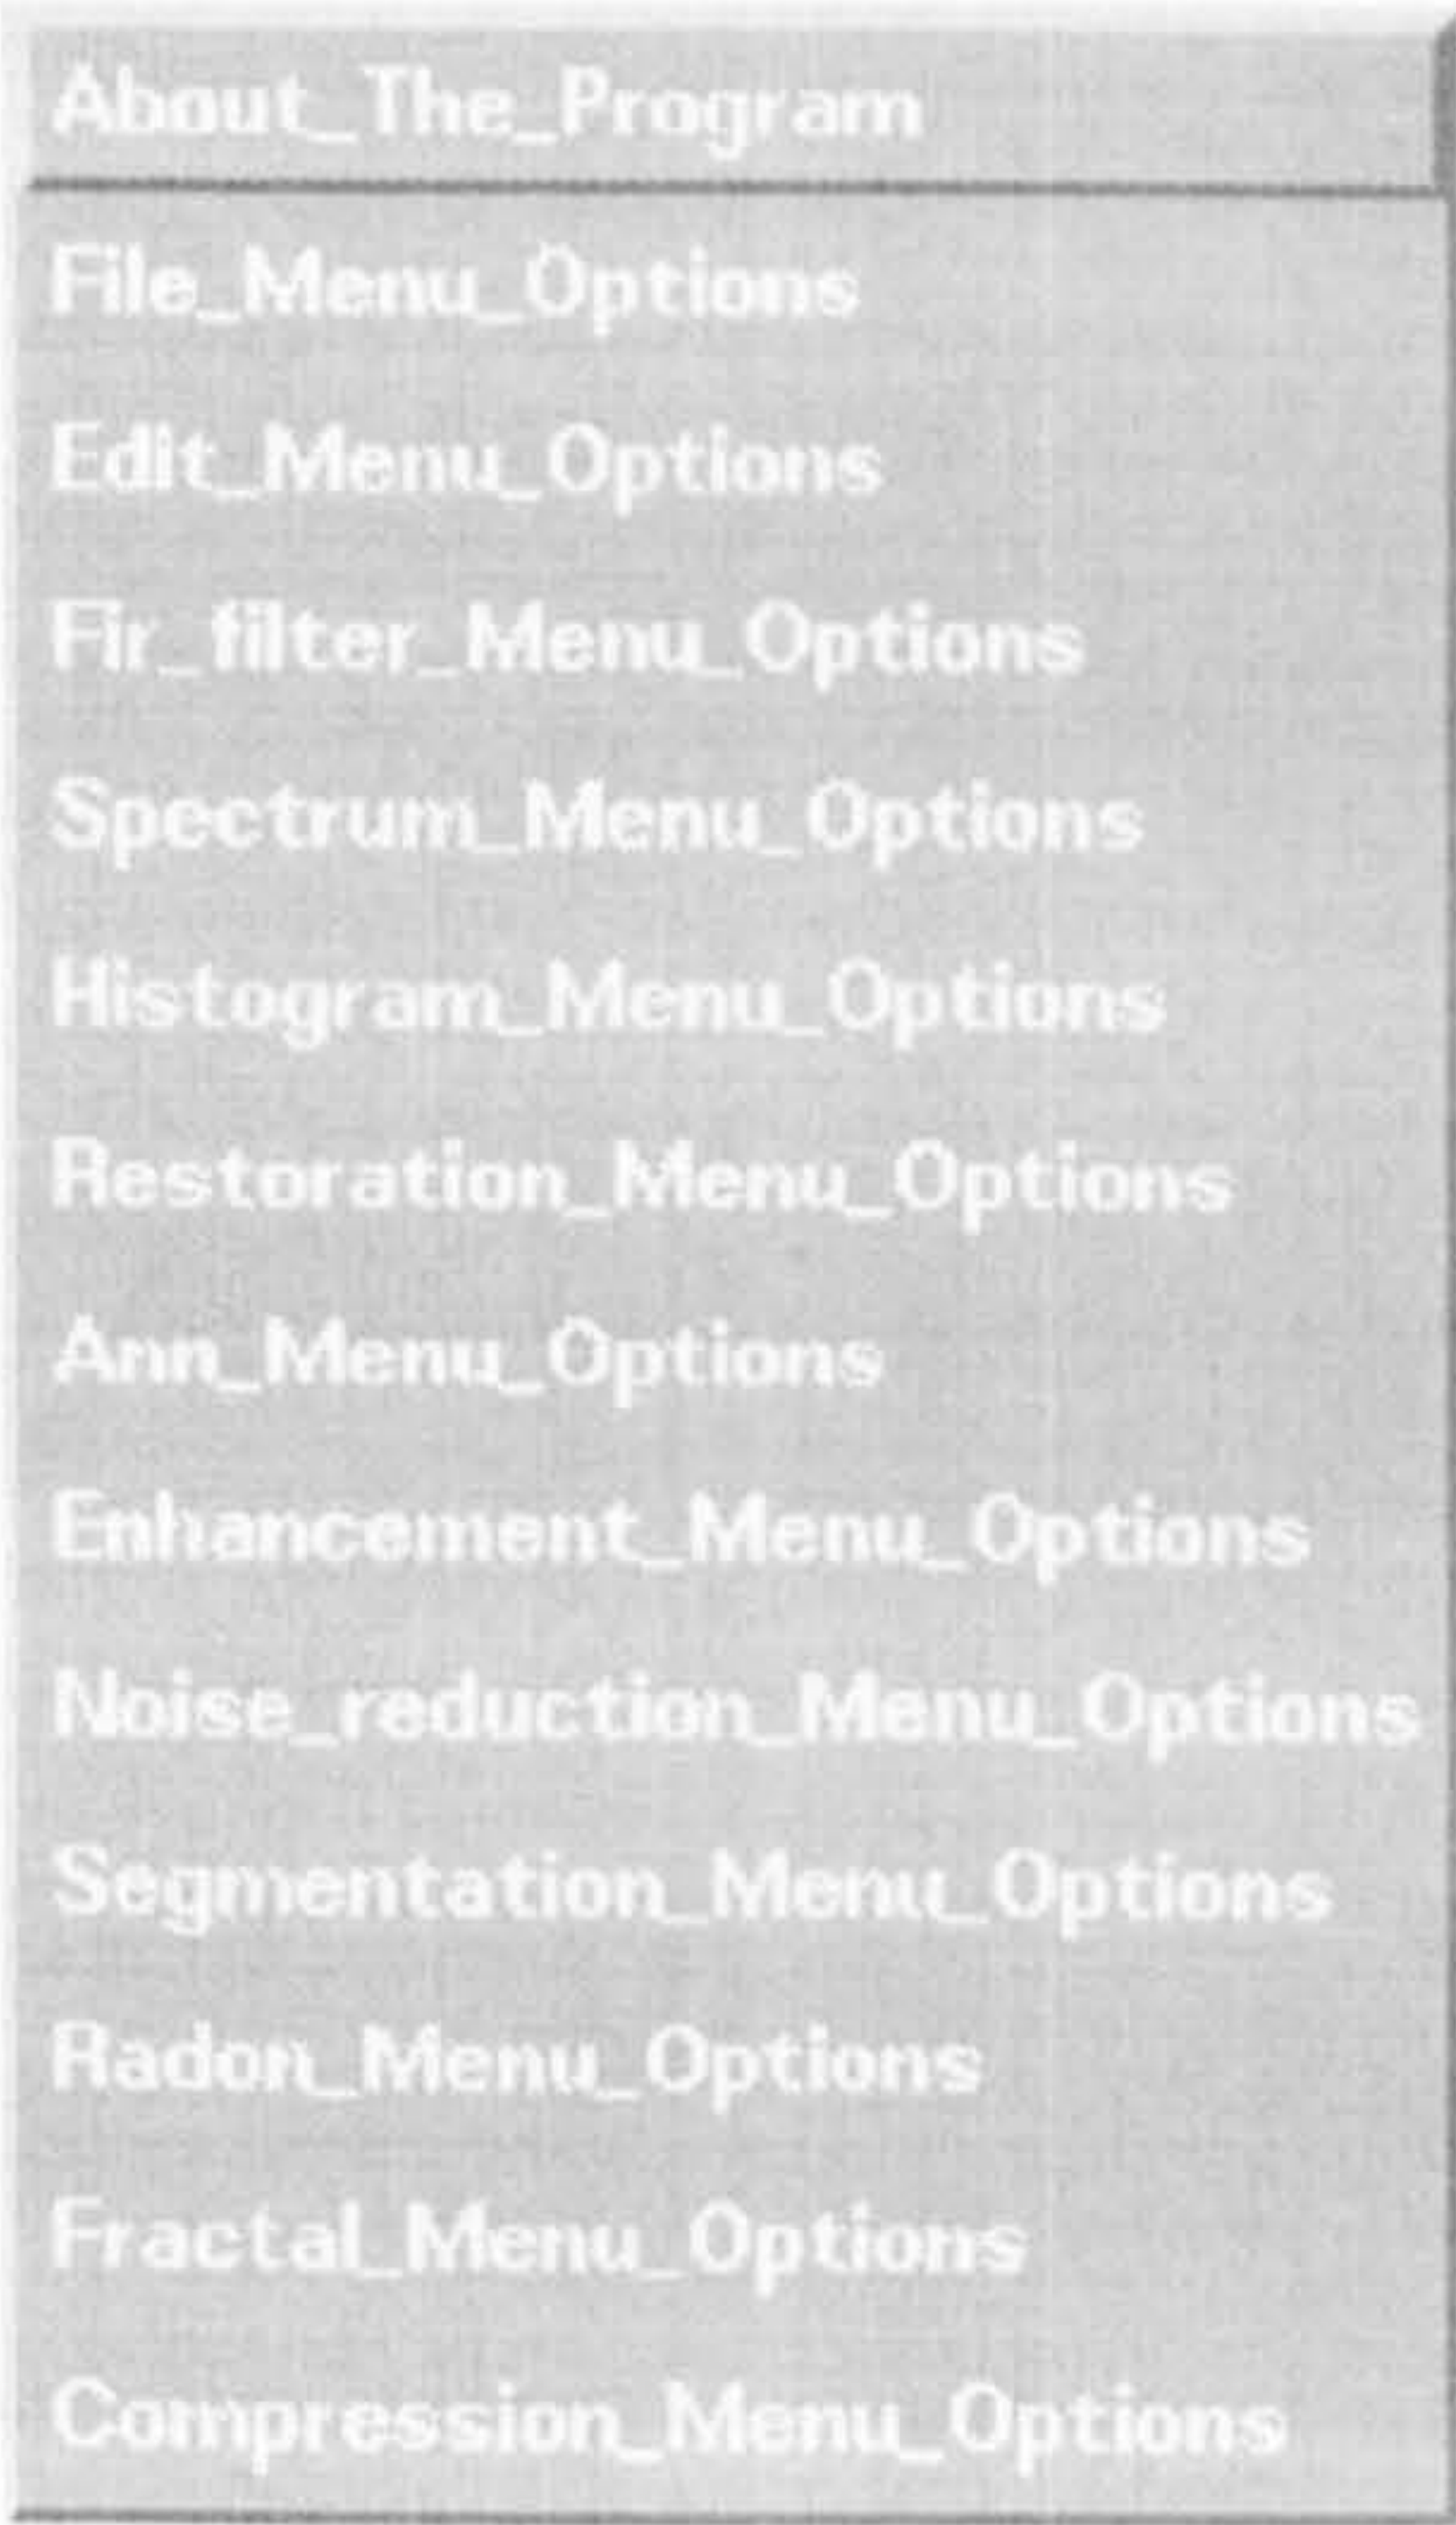 About_The_Program
File_Menu_Options
Edit_Menu_Options
Fir_filter_Menu_Options
Spectrum_Menu_Options
Histogram_Menu_Options
Restoration_Menu_Options
Ann_Menu_Options
Enhancement_Menu_Options
Noise_reduction_Menu_Options
Segmentation_Menu_Options
Radon_Menu_Options
Fractal_Menu_Options
Compression_Menu_Options